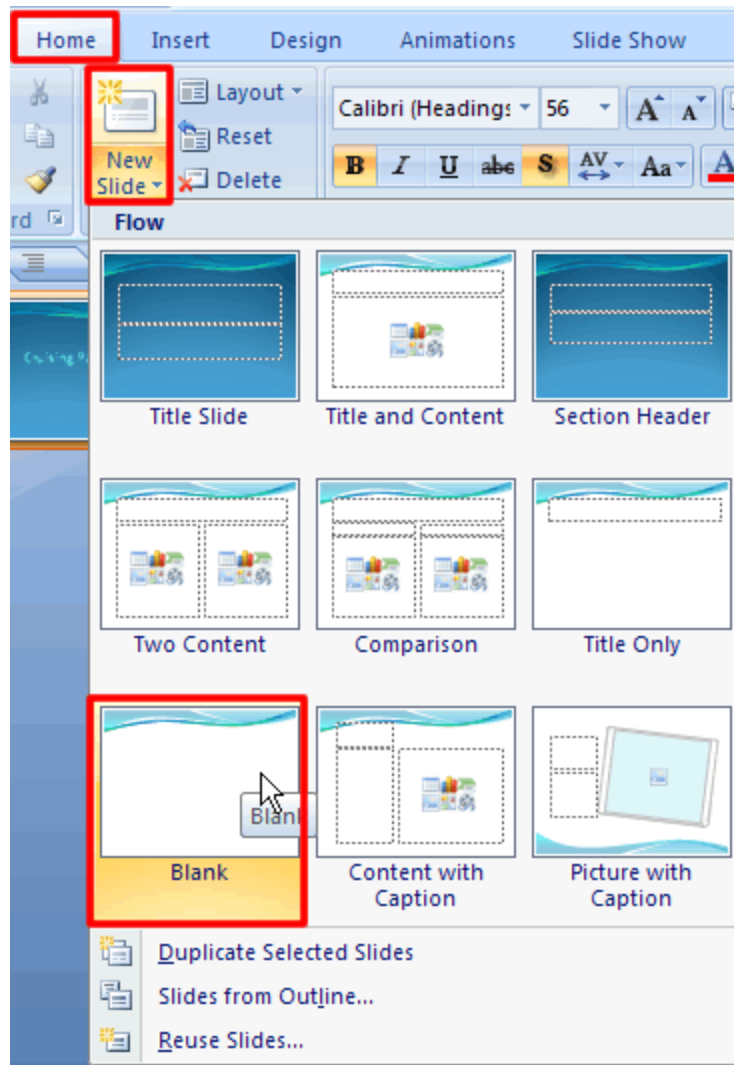 Home Insert Design Animations Slide Show
Layout
Reset
New Slide
Delete
Calibri (Headings 56 A A
B I U abc S AV Aa A
rd
Flow
Title Slide Title and Content Section Header
Two Content Comparison Title Only
Blank
Blank Content with Caption Picture with Caption
Duplicate Selected Slides
Slides from Outline...
Reuse Slides...